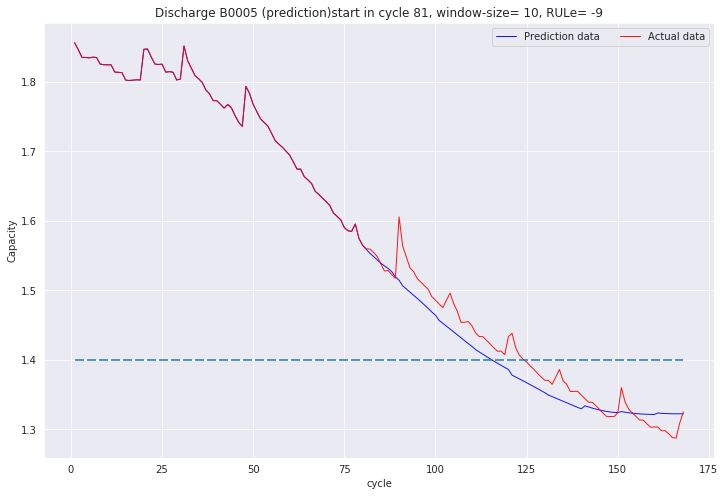 Discharge B0005 (prediction)start in cycle 81, window-size= 10, RULe= -9
Prediction data
Actual data
1.8
1.7
1.6
1.5
1.4
1.3
Capacity
0
25
50
75
100
125
150
175
cycle